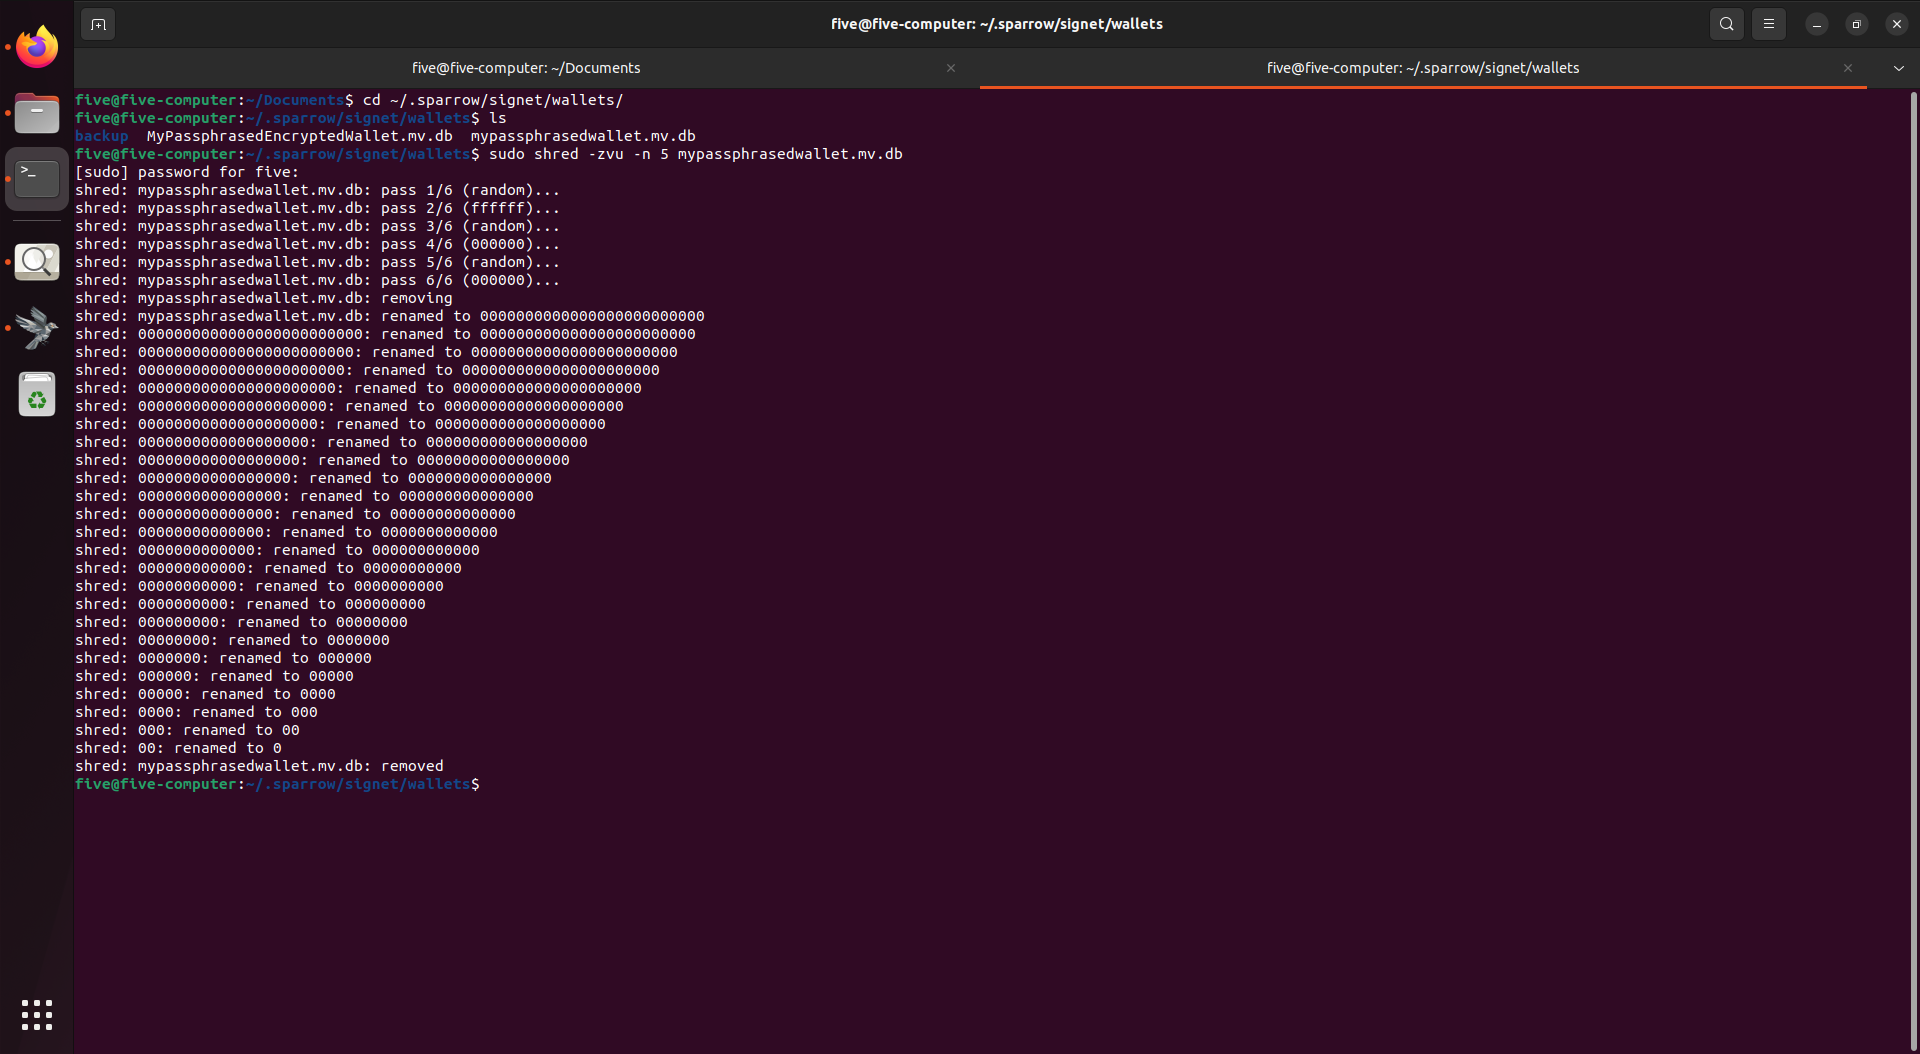 five@five-computer: ~/.sparrow/signet/wallets
five@five-computer: ~/Documents
five@five-computer: ~/.sparrow/signet/wallets
five@five-computer:~/Documents$ cd ~/.sparrow/signet/wallets/
five@five-computer:~/.sparrow/signet/wallets$ ls
backup  MyPassphrasedEncryptedWallet.mv.db  mypassphrasedwallet.mv.db
five@five-computer:~/.sparrow/signet/wallets$ sudo shred -zvu -n 5 mypassphrasedwallet.mv.db
[sudo] password for five:
shred: mypassphrasedwallet.mv.db: pass 1/6 (random)...
shred: mypassphrasedwallet.mv.db: pass 2/6 (ffffff)...
shred: mypassphrasedwallet.mv.db: pass 3/6 (random)...
shred: mypassphrasedwallet.mv.db: pass 4/6 (000000)...
shred: mypassphrasedwallet.mv.db: pass 5/6 (random)...
shred: mypassphrasedwallet.mv.db: pass 6/6 (000000)...
shred: mypassphrasedwallet.mv.db: removing
shred: mypassphrasedwallet.mv.db: renamed to 0000000000000000000000000
shred: 0000000000000000000000000: renamed to 000000000000000000000000
shred: 000000000000000000000000: renamed to 00000000000000000000000
shred: 00000000000000000000000: renamed to 0000000000000000000000
shred: 0000000000000000000000: renamed to 000000000000000000000
shred: 000000000000000000000: renamed to 00000000000000000000
shred: 00000000000000000000: renamed to 0000000000000000000
shred: 0000000000000000000: renamed to 000000000000000000
shred: 000000000000000000: renamed to 00000000000000000
shred: 00000000000000000: renamed to 0000000000000000
shred: 0000000000000000: renamed to 000000000000000
shred: 000000000000000: renamed to 00000000000000
shred: 00000000000000: renamed to 0000000000000
shred: 0000000000000: renamed to 000000000000
shred: 000000000000: renamed to 00000000000
shred: 00000000000: renamed to 0000000000
shred: 0000000000: renamed to 000000000
shred: 000000000: renamed to 00000000
shred: 00000000: renamed to 0000000
shred: 0000000: renamed to 000000
shred: 000000: renamed to 00000
shred: 00000: renamed to 0000
shred: 0000: renamed to 000
shred: 000: renamed to 00
shred: 00: renamed to 0
shred: mypassphrasedwallet.mv.db: removed
five@five-computer:~/.sparrow/signet/wallets$